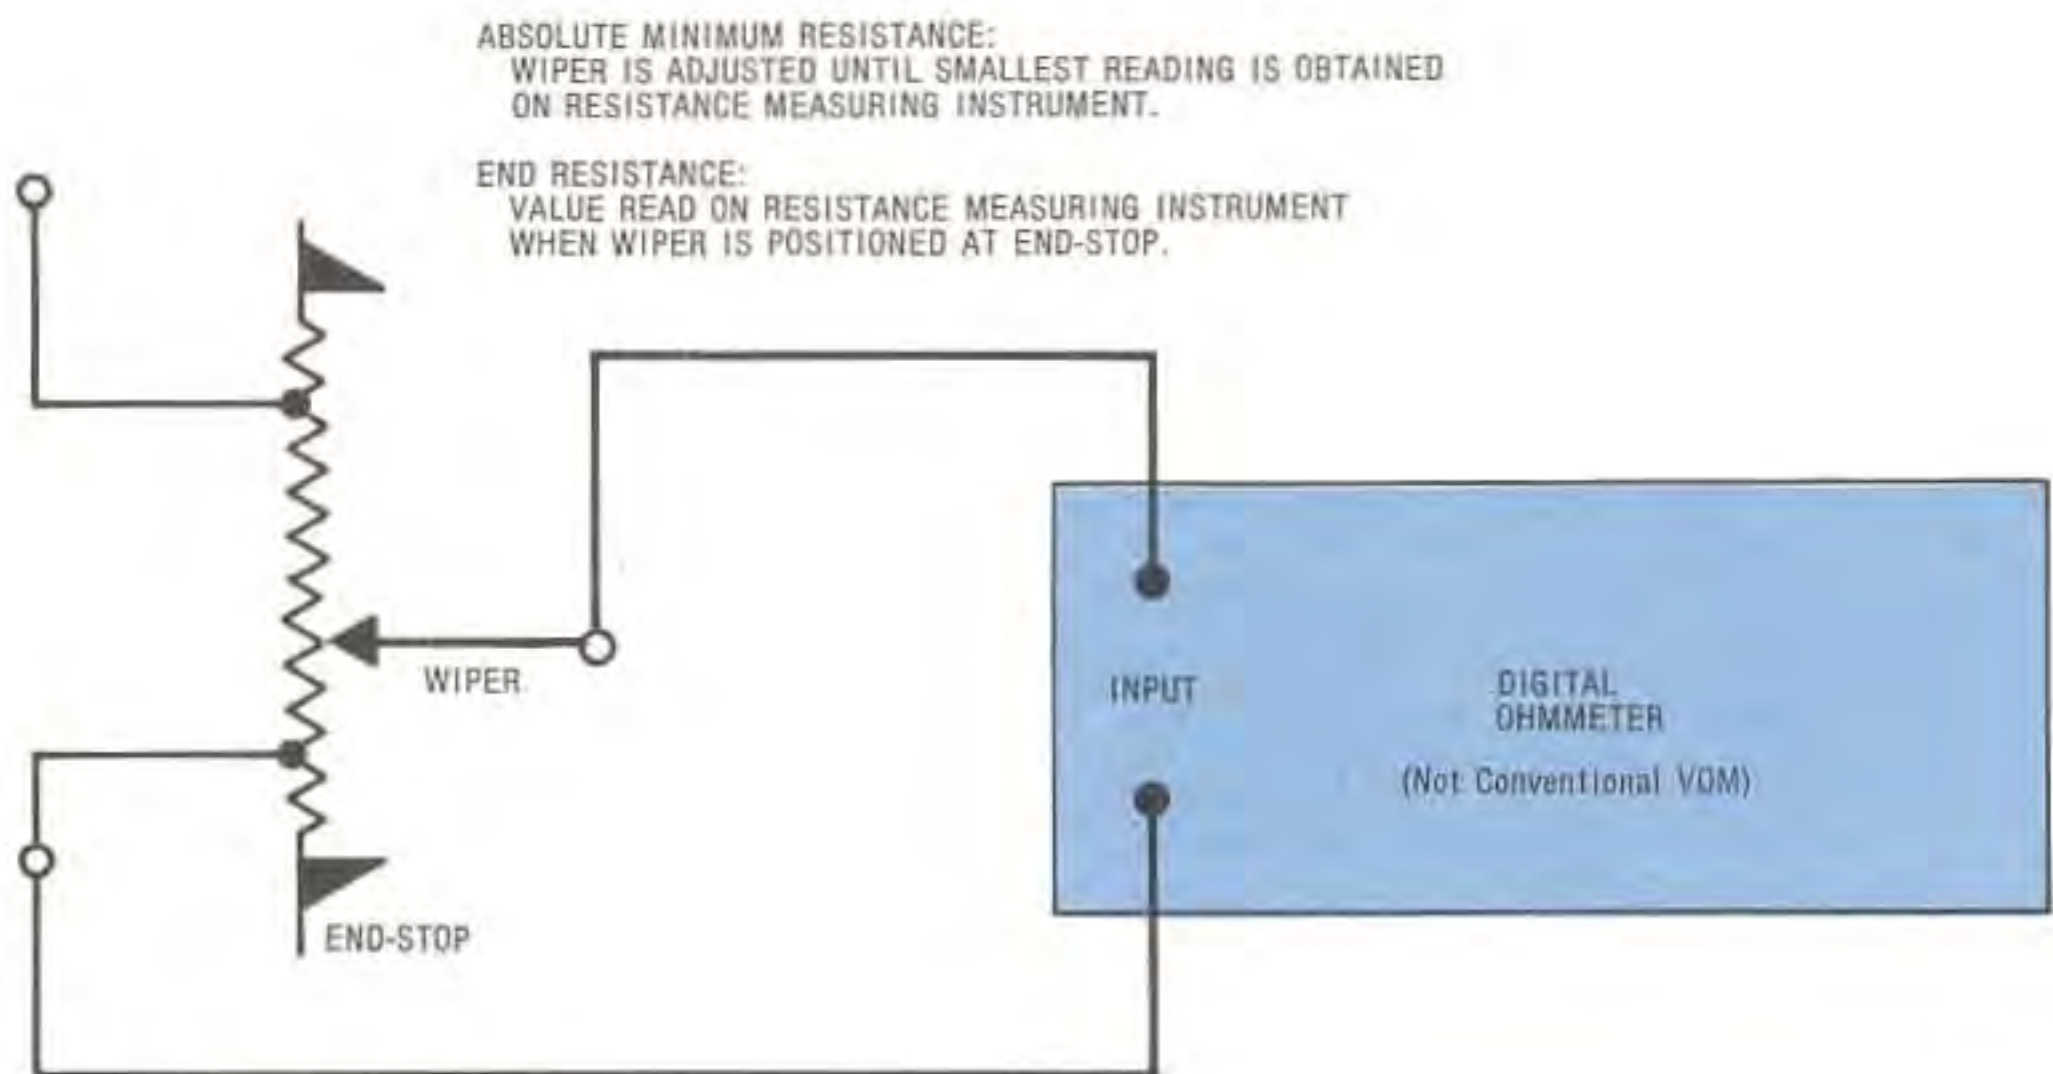 ABSOLUTE MINIMUM RESISTANCE:
WIPER IS ADJUSTED UNTIL SMALLEST READING IS OBTAINED
ON RESISTANCE MEASURING INSTRUMENT.
END RESISTANCE:
VALUE READ ON RESISTANCE MEASURING INSTRUMENT
WHEN WIPER IS POSITIONED AT END-STOP.
WIPER
INPUT
DIGITAL
OHMMETER
(Not Conventional VOM)
END-STOP